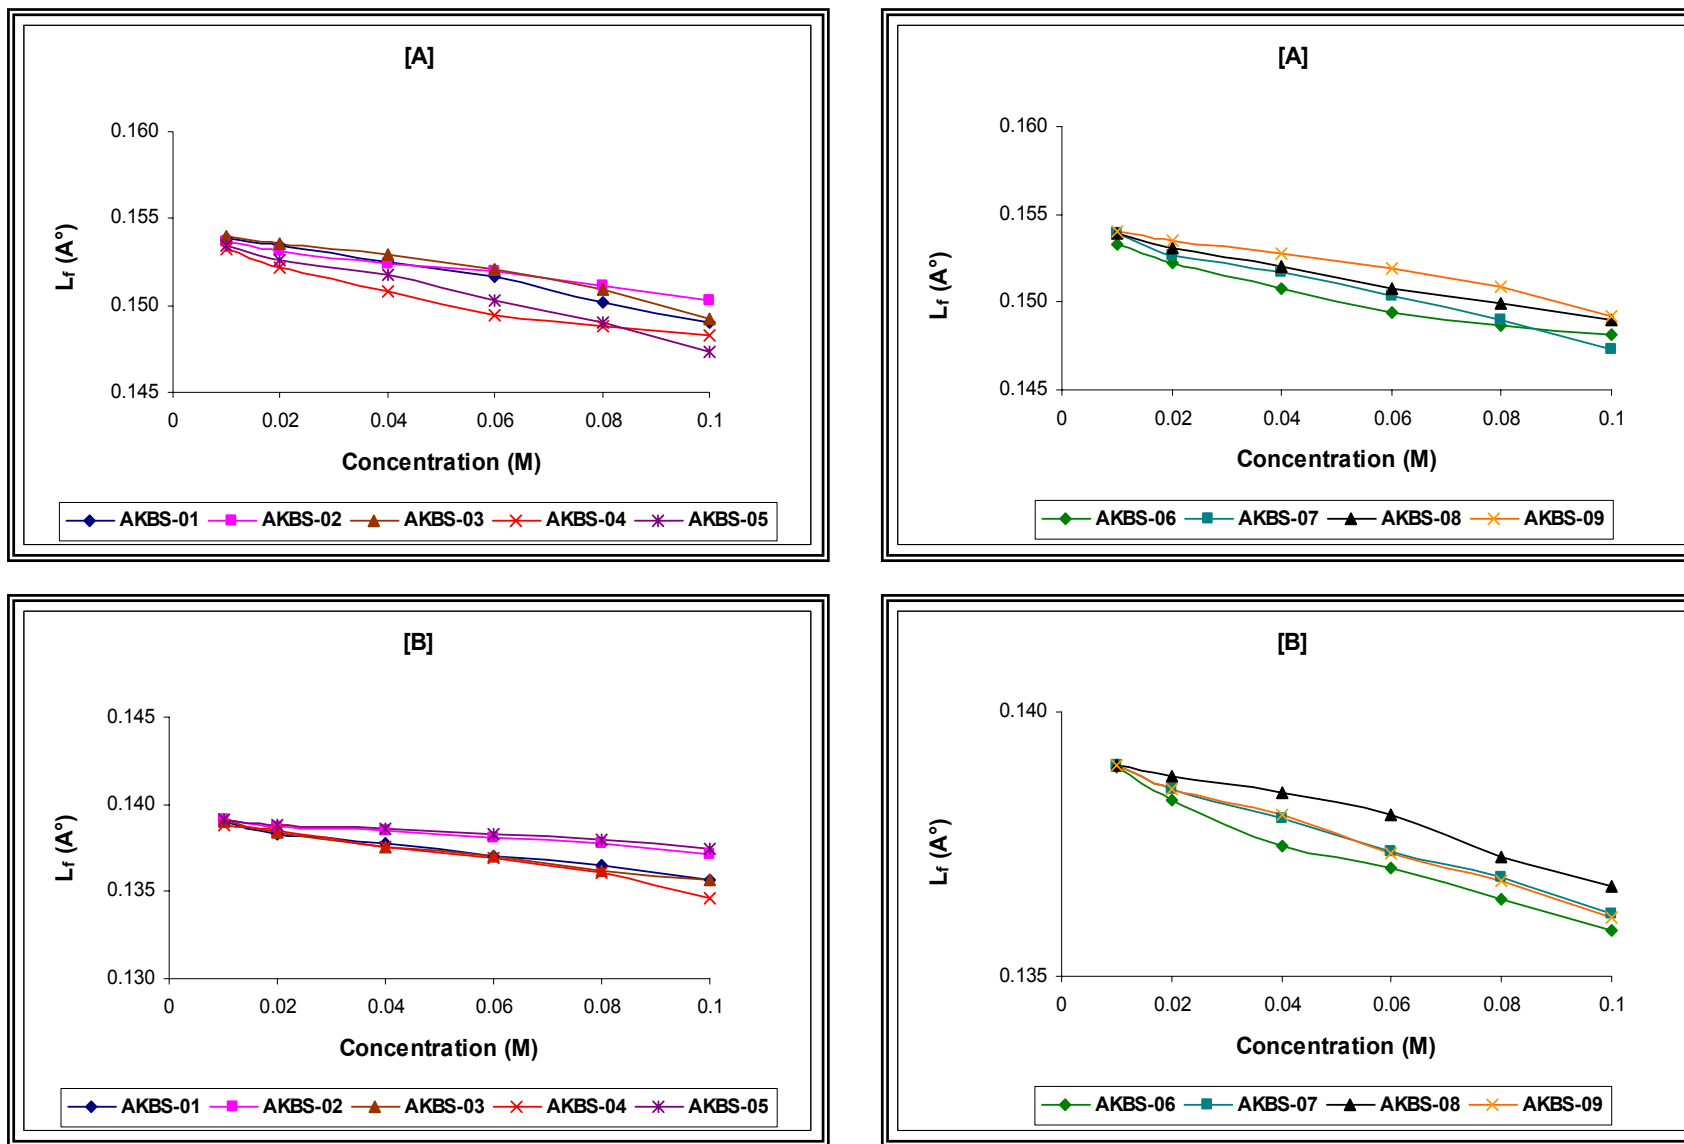 [A]
0.160
0.155
0.150
0.145
Lf (A°)
0 0.02 0.04 0.06 0.08 0.1
Concentration (M)
AKBS-01 AKBS-02 AKBS-03 AKBS-04 AKBS-05
[A]
0.160
0.155
0.150
0.145
Lf (A°)
0 0.02 0.04 0.06 0.08 0.1
Concentration (M)
AKBS-06 AKBS-07 AKBS-08 AKBS-09
[B]
0.145
0.140
0.135
0.130
Lf (A°)
0 0.02 0.04 0.06 0.08 0.1
Concentration (M)
AKBS-01 AKBS-02 AKBS-03 AKBS-04 AKBS-05
[B]
0.140
0.135
Lf (A°)
0 0.02 0.04 0.06 0.08 0.1
Concentration (M)
AKBS-06 AKBS-07 AKBS-08 AKBS-09